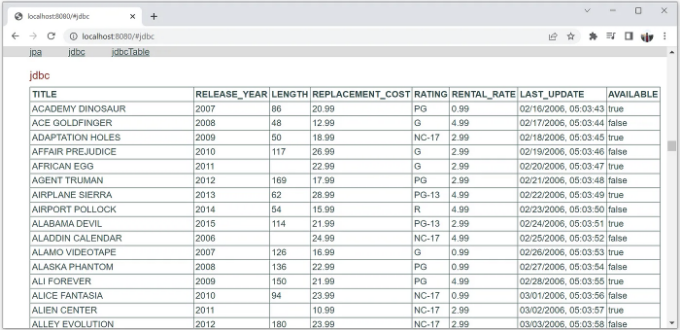 localhost:8080/#jdbc
localhost:8080/#jdbc
jpa jdbc jdbcTable
jdbc
TITLE RELEASE_YEAR LENGTH REPLACEMENT_COST RATING RENTAL_RATE LAST_UPDATE AVAILABLE
ACADEMY DINOSAUR 2007 86 20.99 PG 0.99 02/16/2006, 05:03:43 true
ACE GOLDFINGER 2008 48 12.99 G 4.99 02/17/2006, 05:03:44 false
ADAPTATION HOLES 2009 50 18.99 NC-17 2.99 02/18/2006, 05:03:45 true
AFFAIR PREJUDICE 2010 117 26.99 G 2.99 02/19/2006, 05:03:46 false
AFRICAN EGG 2011 22.99 G 2.99 02/20/2006, 05:03:47 true
AGENT TRUMAN 2012 169 17.99 PG 2.99 02/21/2006, 05:03:48 false
AIRPLANE SIERRA 2013 62 28.99 PG-13 4.99 02/22/2006, 05:03:49 true
AIRPORT POLLOCK 2014 54 15.99 R 4.99 02/23/2006, 05:03:50 false
ALABAMA DEVIL 2015 114 21.99 PG-13 2.99 02/24/2006, 05:03:51 true
ALADDIN CALENDAR 2006 24.99 NC-17 4.99 02/25/2006, 05:03:52 false
ALAMO VIDEOTAPE 2007 126 16.99 G 0.99 02/26/2006, 05:03:53 true
ALASKA PHANTOM 2008 136 22.99 PG 0.99 02/27/2006, 05:03:54 false
ALI FOREVER 2009 150 21.99 PG 4.99 02/28/2006, 05:03:55 true
ALICE FANTASIA 2010 94 23.99 NC-17 0.99 03/01/2006, 05:03:56 false
ALIEN CENTER 2011 10.99 NC-17 2.99 03/02/2006, 05:03:57 true
ALLEY EVOLUTION 2012 180 23.99 NC-17 2.99 03/03/2006, 05:03:58 false